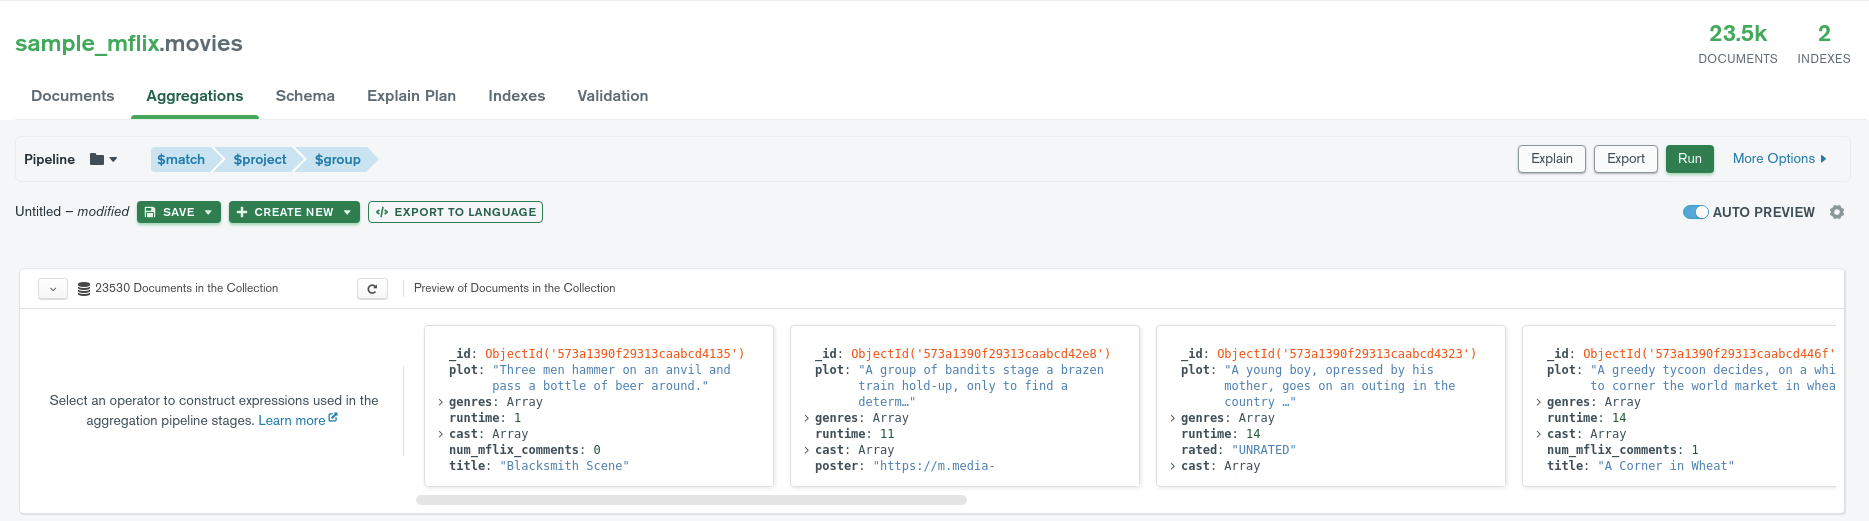 sample_mflix.movies
23.5k 2
DOCUMENTS INDEXES
Documents Aggregations Schema Explain Plan Indexes Validation
Pipeline $match $project $group Explain Export Run More Options
Untitled – modified SAVE CREATE NEW EXPORT TO LANGUAGE AUTO PREVIEW
23530 Documents in the Collection Preview of Documents in the Collection
Select an operator to construct expressions used in the
aggregation pipeline stages. Learn more
_id: ObjectId('573a1390f29313caabcd4135')
plot: "Three men hammer on an anvil and
pass a bottle of beer around."
genres: Array
runtime: 1
cast: Array
num_mflix_comments: 0
title: "Blacksmith Scene"
_id: ObjectId('573a1390f29313caabcd42e8')
plot: "A group of bandits stage a brazen
train hold-up, only to find a
determ…"
genres: Array
runtime: 11
cast: Array
poster: "https://m.media-
_id: ObjectId('573a1390f29313caabcd4323')
plot: "A young boy, opressed by his
mother, goes on an outing in the
country …"
genres: Array
runtime: 14
rated: "UNRATED"
cast: Array
_id: ObjectId('573a1390f29313caabcd446f'
plot: "A greedy tycoon decides, on a whi
to corner the world market in whea
genres: Array
runtime: 14
cast: Array
num_mflix_comments: 1
title: "A Corner in Wheat"